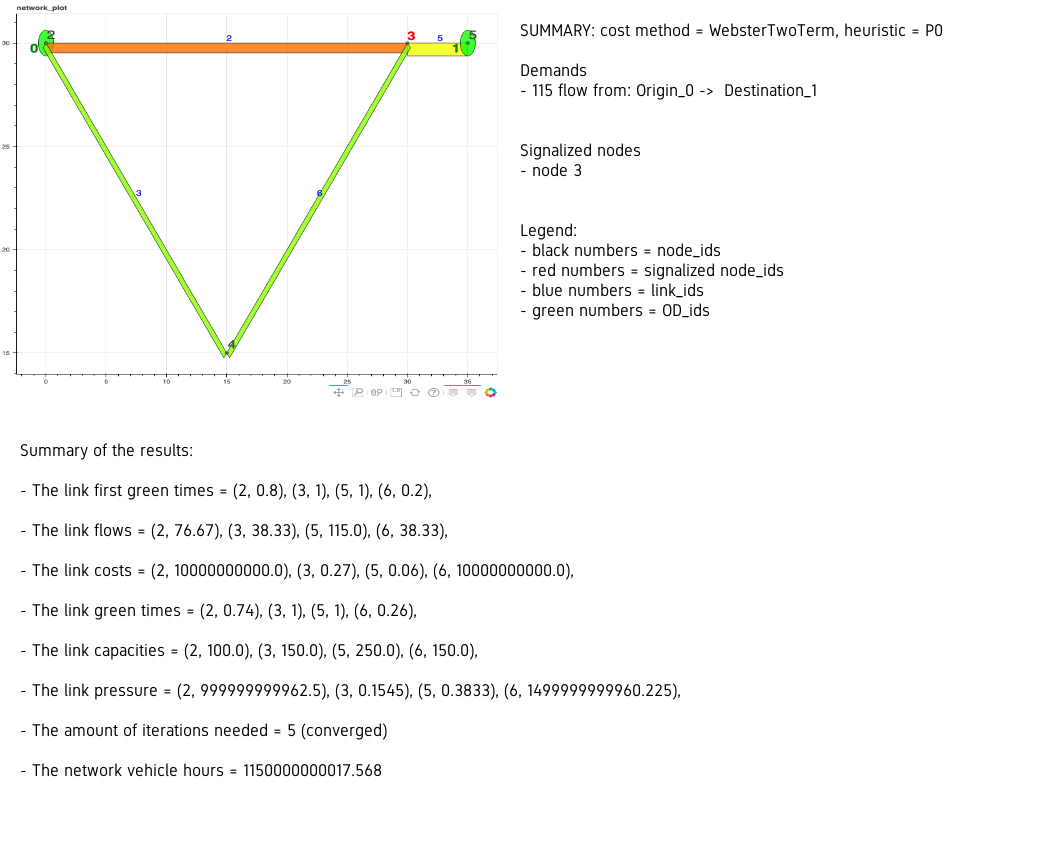 network_plot
30
25
20
15
0
5
10
15
20
25
30
35
0
2
2
3
5
1
5
3
6
4
SUMMARY: cost method = WebsterTwoTerm, heuristic = P0
Demands
- 115 flow from: Origin_0 -> Destination_1
Signalized nodes
- node 3
Legend:
- black numbers = node_ids
- red numbers = signalized node_ids
- blue numbers = link_ids
- green numbers = OD_ids
Summary of the results:
- The link first green times = (2, 0.8), (3, 1), (5, 1), (6, 0.2),
- The link flows = (2, 76.67), (3, 38.33), (5, 115.0), (6, 38.33),
- The link costs = (2, 10000000000.0), (3, 0.27), (5, 0.06), (6, 10000000000.0),
- The link green times = (2, 0.74), (3, 1), (5, 1), (6, 0.26),
- The link capacities = (2, 100.0), (3, 150.0), (5, 250.0), (6, 150.0),
- The link pressure = (2, 999999999962.5), (3, 0.1545), (5, 0.3833), (6, 1499999999960.225),
- The amount of iterations needed = 5 (converged)
- The network vehicle hours = 1150000000017.568